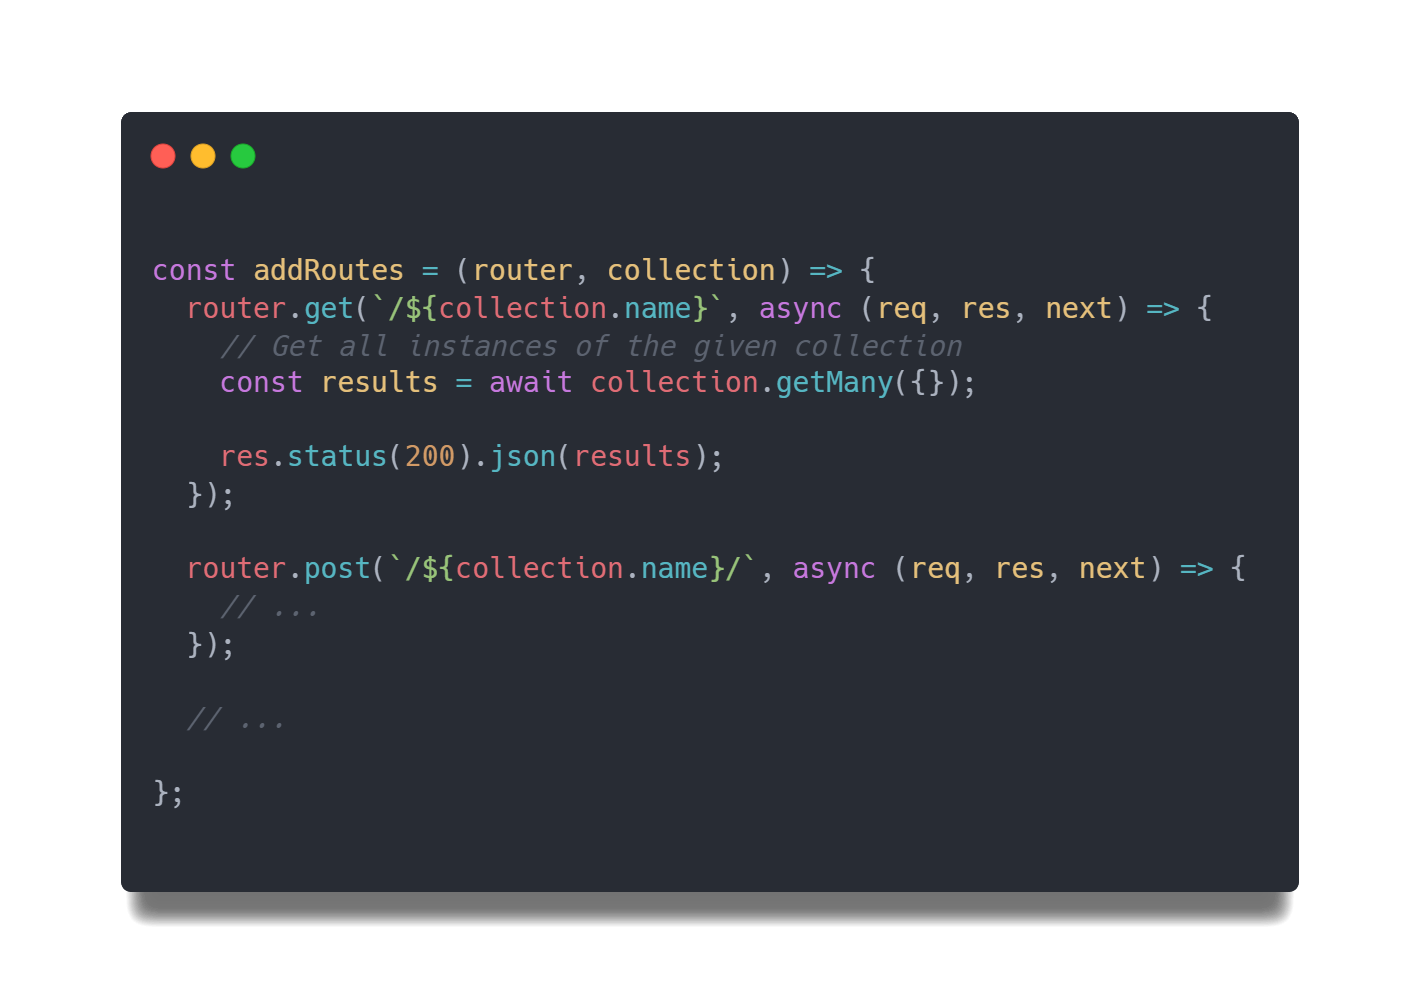 const addRoutes = (router, collection) => {
  router.get(`/${collection.name}`, async (req, res, next) => {
    // Get all instances of the given collection
    const results = await collection.getMany({});

    res.status(200).json(results);
  });

  router.post(`/${collection.name}/`, async (req, res, next) => {
    // ...
  });

  // ...

};